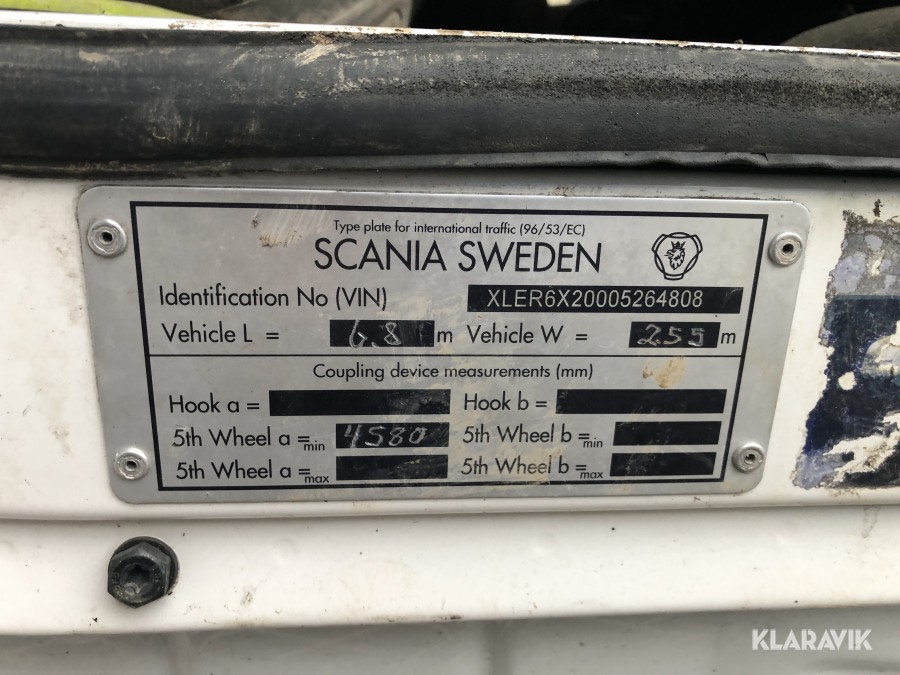 Type plate for international traffic (96/53/EC)
SCANIA SWEDEN
Identification No (VIN) XLER6X20005264808
Vehicle L = 6.8 m Vehicle W = 2.55 m
Coupling device measurements (mm)
Hook a = Hook b =
5th Wheel a =min 4580 5th Wheel b =min
5th Wheel a =max 5th Wheel b =max
KLARAVIK